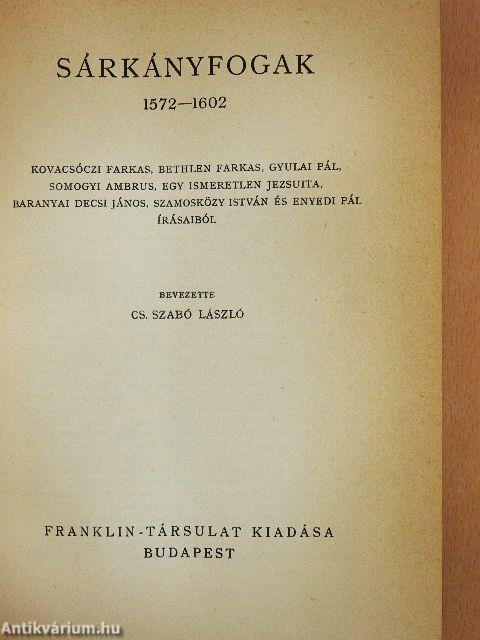 SÁRKÁNYFOGAK
1572—1602
KOVACSÓCZI FARKAS, BETHLEN FARKAS, GYULAI PÁL,
SOMOGYI AMBRUS, EGY ISMERETLEN JEZSUITA,
BARANYAI DECSI JÁNOS, SZAMOSKÖZY ISTVÁN ÉS ENYEDI PÁL
ÍRÁSAIBÓL
BEVEZETTE
CS. SZABÓ LÁSZLÓ
FRANKLIN-TÁRSULAT KIADÁSA
BUDAPEST
Antikvárium.hu